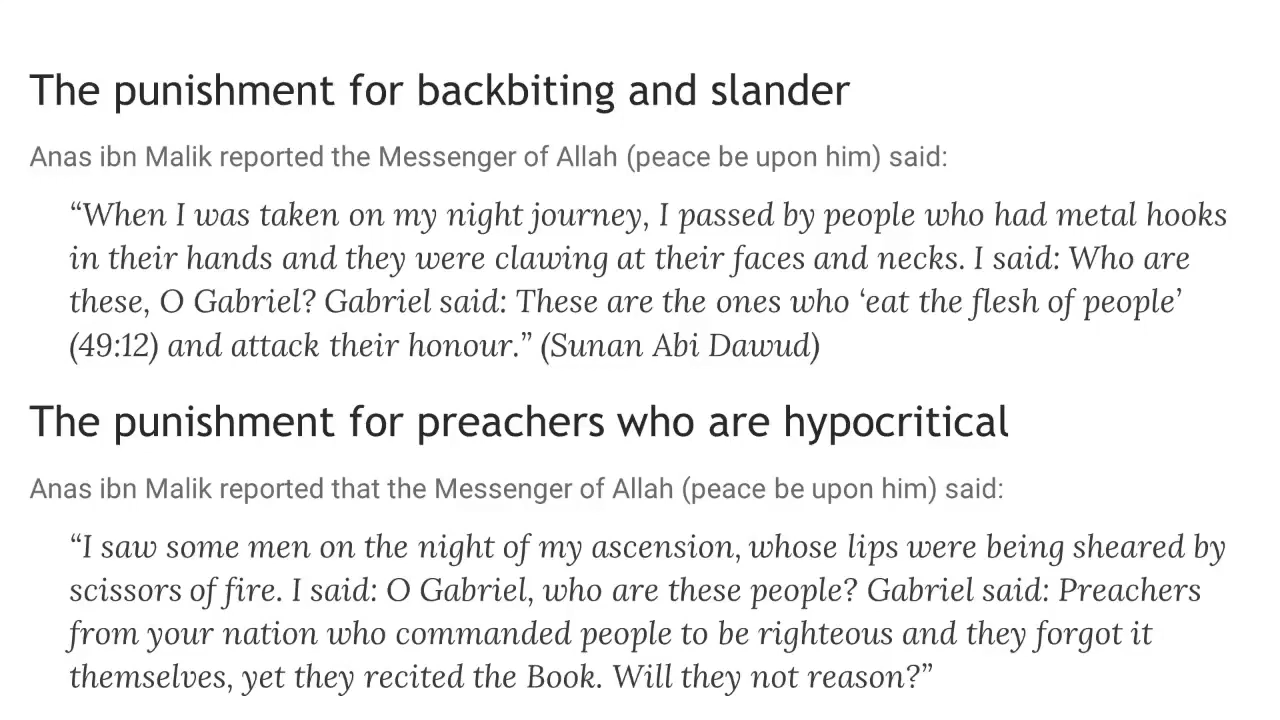 The punishment for backbiting and slander
Anas ibn Malik reported the Messenger of Allah (peace be upon him) said:
“When I was taken on my night journey, I passed by people who had metal hooks
in their hands and they were clawing at their faces and necks. I said: Who are
these, O Gabriel? Gabriel said: These are the ones who ‘eat the flesh of people’
(49:12) and attack their honour.” (Sunan Abi Dawud)
The punishment for preachers who are hypocritical
Anas ibn Malik reported that the Messenger of Allah (peace be upon him) said:
“I saw some men on the night of my ascension, whose lips were being sheared by
scissors of fire. I said: O Gabriel, who are these people? Gabriel said: Preachers
from your nation who commanded people to be righteous and they forgot it
themselves, yet they recited the Book. Will they not reason?”